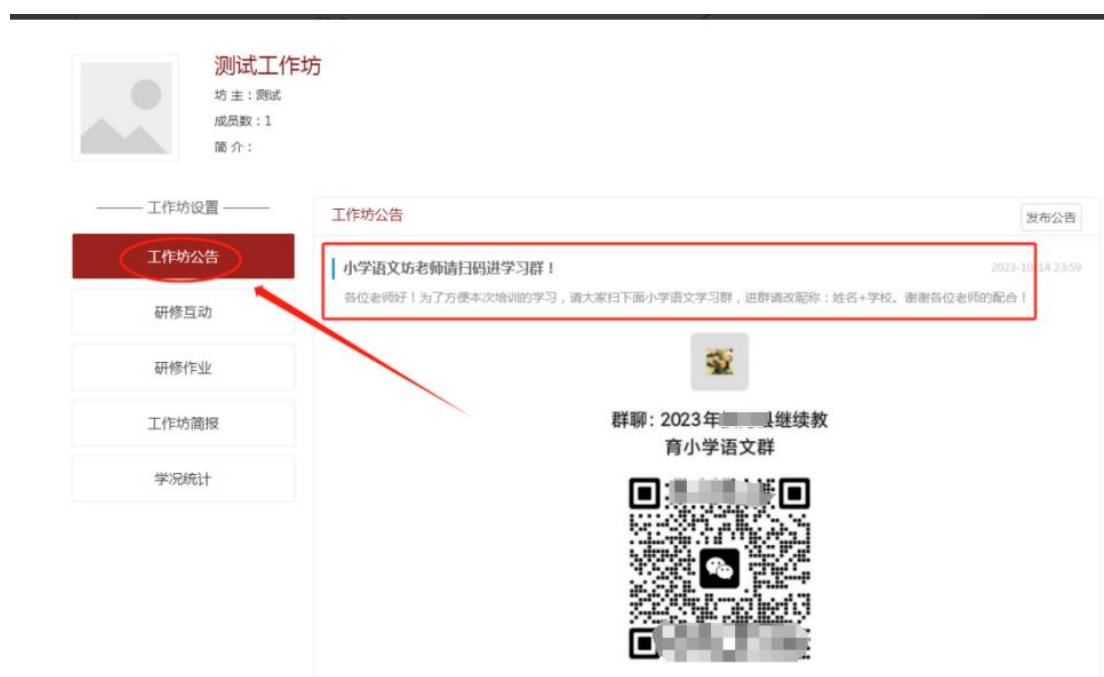 测试工作坊
坊 主：测试
成员数：1
简 介：
工作坊设置
工作坊公告
研修互动
研修作业
工作坊简报
学况统计
工作坊公告
发布公告
小学语文坊老师请扫码进学习群！
2023-10-14 23:59
各位老师好！为了方便本次培训的学习，请大家扫下面小学语文学习群，进群请改昵称：姓名+学校。谢谢各位老师的配合！
群聊: 2023年县继续教
育小学语文群